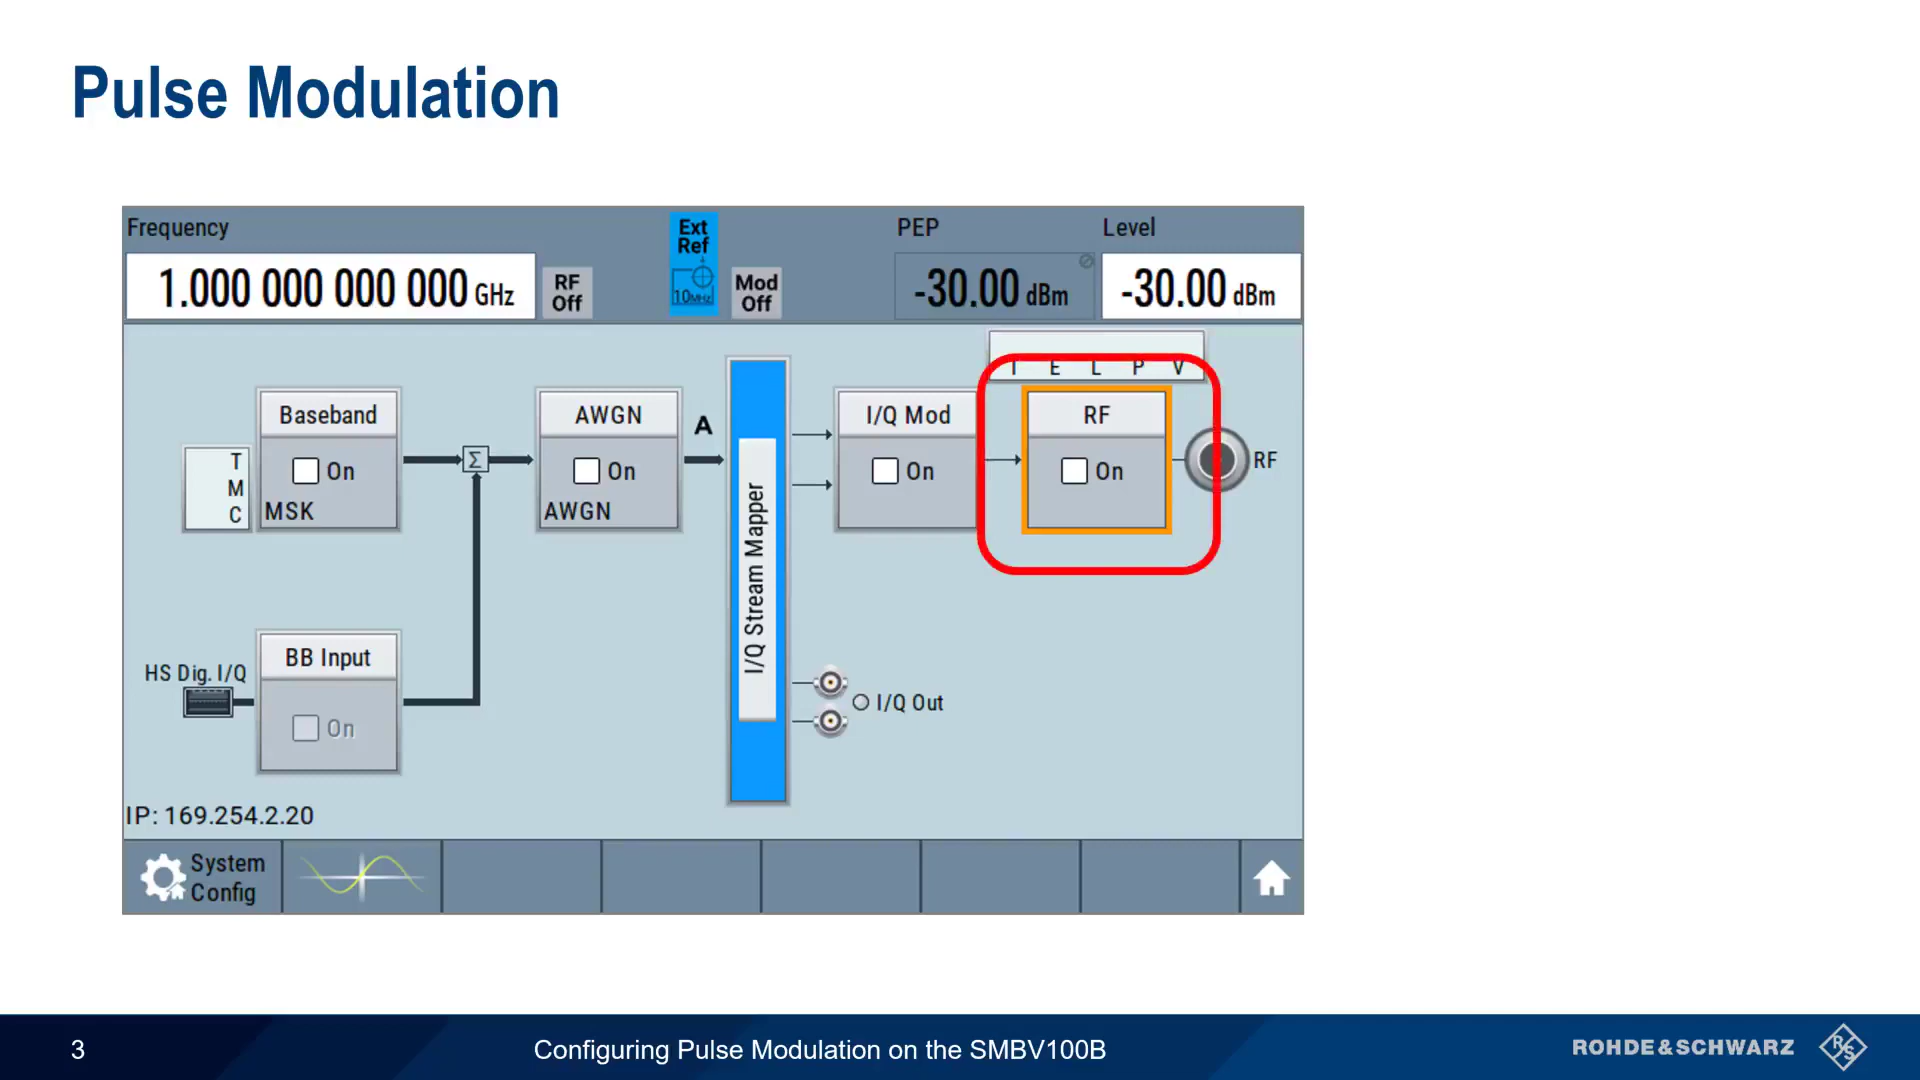 Pulse Modulation
Frequency
Ext
Ref
PEP
Level
1.000 000 000 000 GHz
RF
Off
10MHz
Mod
Off
-30.00 dBm
-30.00 dBm
T E L P V
Baseband
AWGN
A
I/Q Mod
RF
T
M
C
On
MSK
Σ
On
AWGN
On
On
RF
I/Q Stream Mapper
BB Input
HS Dig. I/Q
On
I/Q Out
IP: 169.254.2.20
System
Config
3
Configuring Pulse Modulation on the SMBV100B
ROHDE&SCHWARZ
R&S